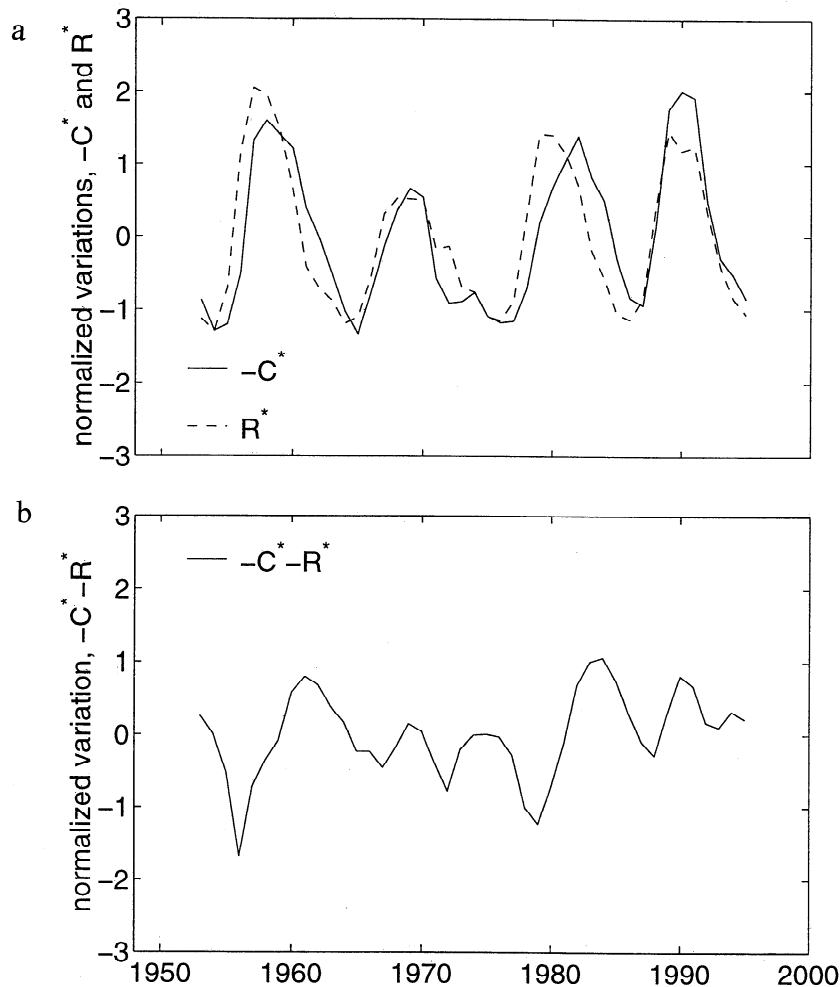 a
normalized variations, −C* and R*
3
2
1
0
−1
−2
−3
−C*
R*
b
normalized variation, −C*−R*
3
2
1
0
−1
−2
−3
−C*−R*
1950 1960 1970 1980 1990 2000